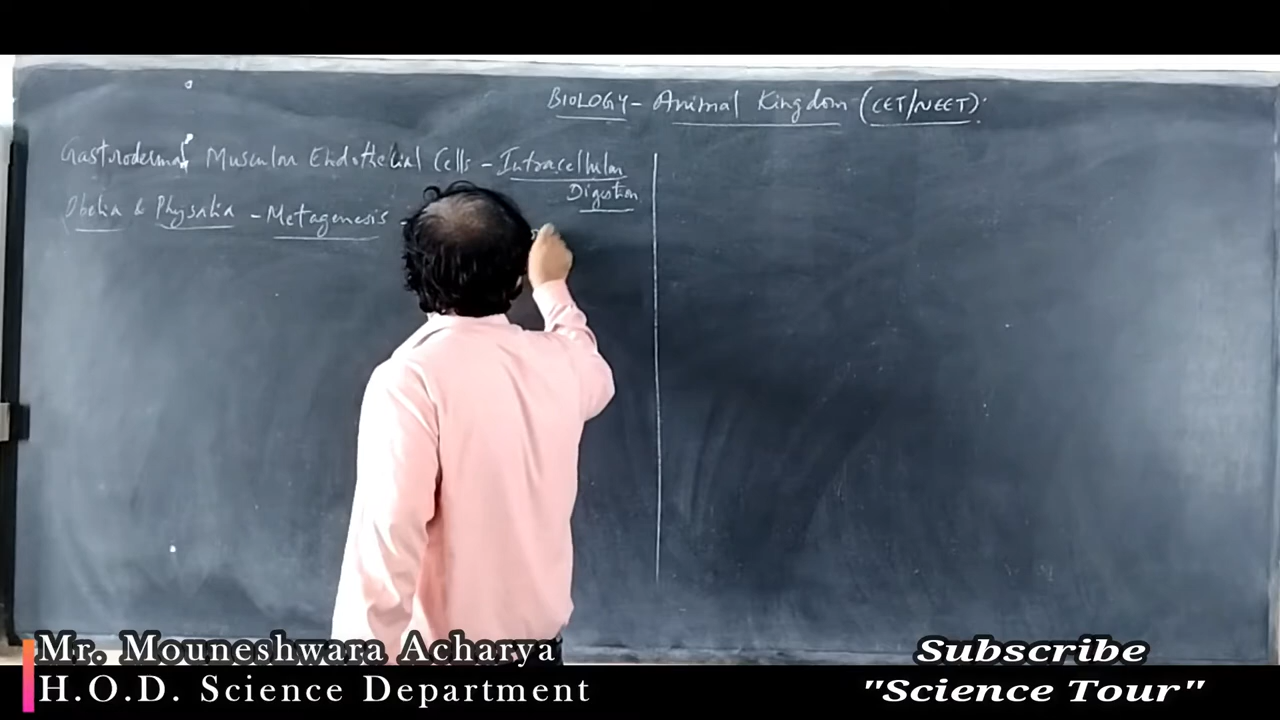 BIOLOGY - Animal Kingdom (CET/NEET):
Gastrodermal Muscular Endothelial Cells - Intracellular
Digestion
Obelia & Physalia - Metagenesis -
Mr. Mouneshwara Acharya
H.O.D. Science Department
Subscribe
"Science Tour"